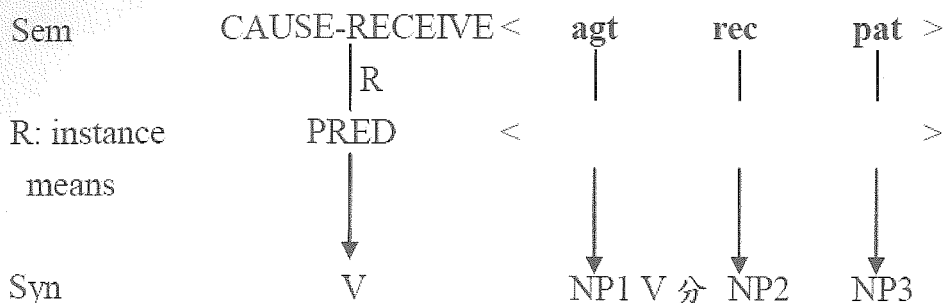 Sem CAUSE-RECEIVE < agt rec pat >
R
R: instance PRED < >
means
Syn V NP1 V 分 NP2 NP3